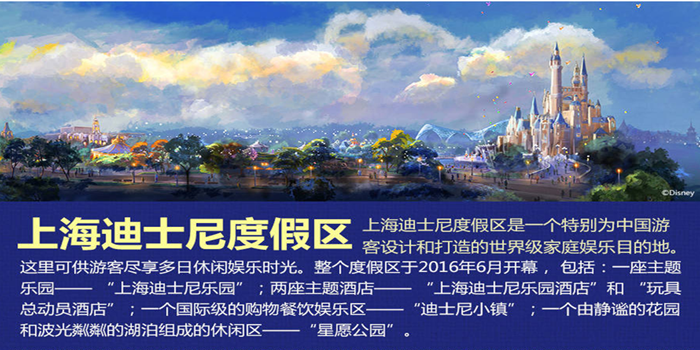 ©Disney
上海迪士尼度假区
上海迪士尼度假区是一个特别为中国游
客设计和打造的世界级家庭娱乐目的地。
这里可供游客尽享多日休闲娱乐时光。整个度假区于2016年6月开幕，包括：一座主题
乐园——“上海迪士尼乐园”；两座主题酒店——“上海迪士尼乐园酒店”和“玩具
总动员酒店”；一个国际级的购物餐饮娱乐区——“迪士尼小镇”；一个由静谧的花园
和波光粼粼的湖泊组成的休闲区——“星愿公园”。